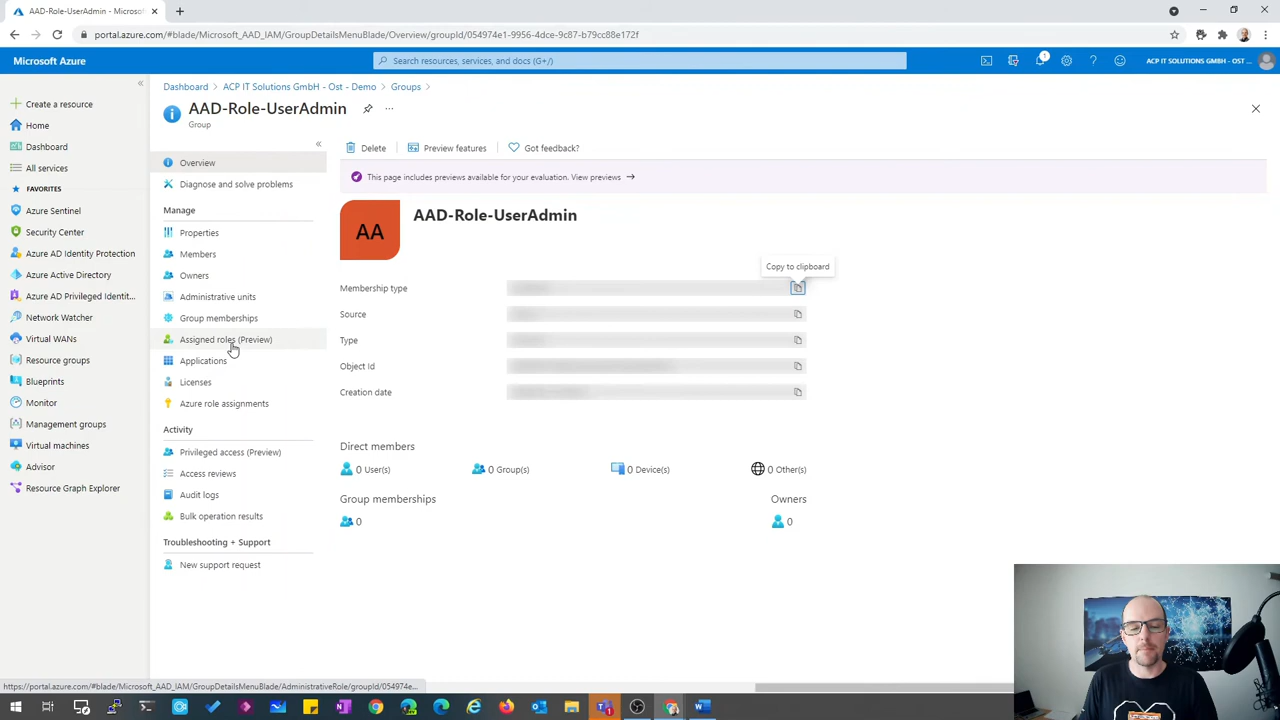 AAD-Role-UserAdmin - Microsof
portal.azure.com/#blade/Microsoft_AAD_IAM/GroupDetailsMenuBlade/Overview/groupId/054974e1-9956-4dce-9c87-b79cc88e172f
Microsoft Azure
Search resources, services, and docs (G+/)
1
ACP IT SOLUTIONS GMBH - OST - ...
Create a resource
Home
Dashboard
All services
FAVORITES
Azure Sentinel
Security Center
Azure AD Identity Protection
Azure Active Directory
Azure AD Privileged Identit...
Network Watcher
Virtual WANs
Resource groups
Blueprints
Monitor
Management groups
Virtual machines
Advisor
Resource Graph Explorer
Dashboard > ACP IT Solutions GmbH - Ost - Demo > Groups >
AAD-Role-UserAdmin
...
Group
Overview
Diagnose and solve problems
Manage
Properties
Members
Owners
Administrative units
Group memberships
Assigned roles (Preview)
Applications
Licenses
Azure role assignments
Activity
Privileged access (Preview)
Access reviews
Audit logs
Bulk operation results
Troubleshooting + Support
New support request
Delete
Preview features
Got feedback?
This page includes previews available for your evaluation. View previews →
AA
AAD-Role-UserAdmin
Copy to clipboard
Membership type
Source
Type
Object Id
Creation date
Direct members
0 User(s)
0 Group(s)
0 Device(s)
0 Other(s)
Group memberships
Owners
0
0
https://portal.azure.com/#blade/Microsoft_AAD_IAM/GroupDetailsMenuBlade/AdministrativeRole/groupId/054974e...